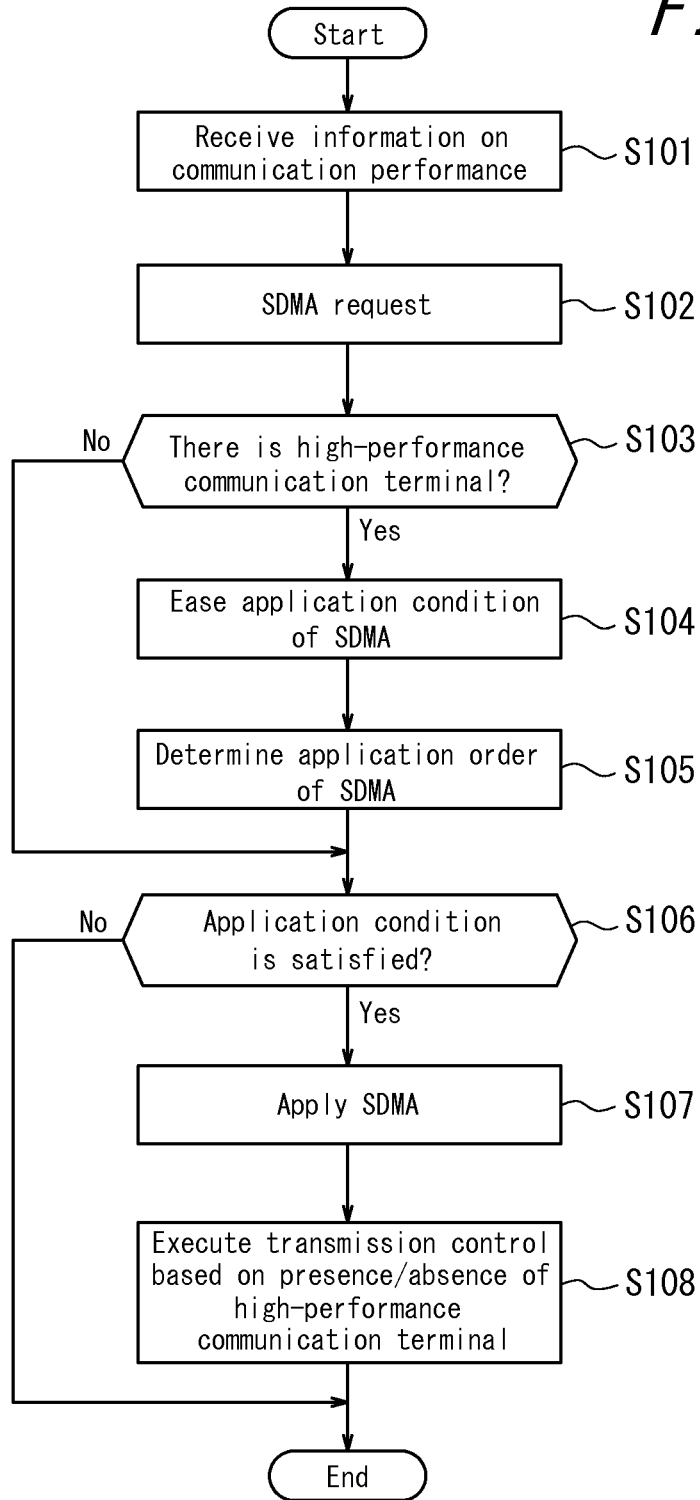 Start
Receive information on
communication performance
S101
SDMA request
S102
There is high-performance
communication terminal?
S103
No
Yes
Ease application condition
of SDMA
S104
Determine application order
of SDMA
S105
Application condition
is satisfied?
S106
No
Yes
Apply SDMA
S107
Execute transmission control
based on presence/absence of
high-performance
communication terminal
S108
End